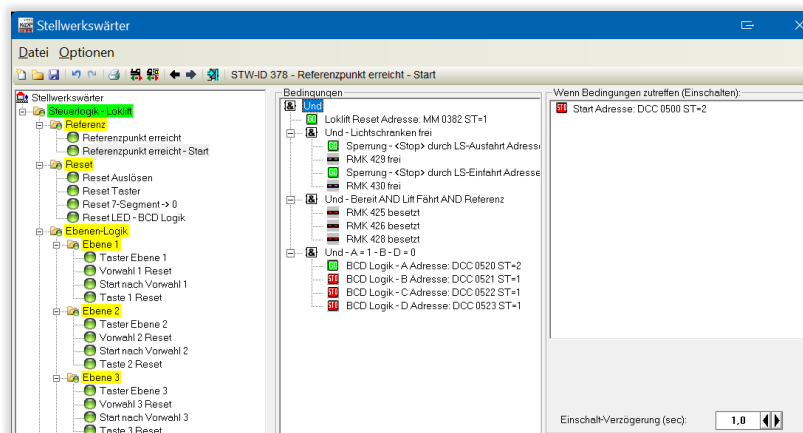 Stellwerkswärter
Datei Optionen
STW-ID 378 - Referenzpunkt erreicht - Start
Stellwerkswärter
Steuerlogik - Loklift
Referenz
Referenzpunkt erreicht
Referenzpunkt erreicht - Start
Reset
Reset Auslösen
Reset Taster
Reset 7-Segment -> 0
Reset LED - BCD Logik
Ebenen-Logik
Ebene 1
Taster Ebene 1
Vorwahl 1 Reset
Start nach Vorwahl 1
Taste 1 Reset
Ebene 2
Taster Ebene 2
Vorwahl 2 Reset
Start nach Vorwahl 2
Taste 2 Reset
Ebene 3
Taster Ebene 3
Vorwahl 3 Reset
Start nach Vorwahl 3
Taste 3 Reset
Bedingungen
& Und
GO Loklift Reset Adresse: MM 0382 ST=1
& Und - Lichtschranken frei
GO Sperrung - <Stop> durch LS-Ausfahrt Adresse
RMK 429 frei
GO Sperrung - <Stop> durch LS-Einfahrt Adresse
RMK 430 frei
& Und - Bereit AND Lift Fährt AND Referenz
RMK 425 besetzt
RMK 426 besetzt
RMK 428 besetzt
& Und - A = 1 - B - D = 0
GO BCD Logik - A Adresse: DCC 0520 ST=2
STO BCD Logik - B Adresse: DCC 0521 ST=1
STO BCD Logik - C Adresse: DCC 0522 ST=1
STO BCD Logik - D Adresse: DCC 0523 ST=1
Wenn Bedingungen zutreffen (Einschalten):
STO Start Adresse: DCC 0500 ST=2
Einschalt-Verzögerung (sec): 1,0